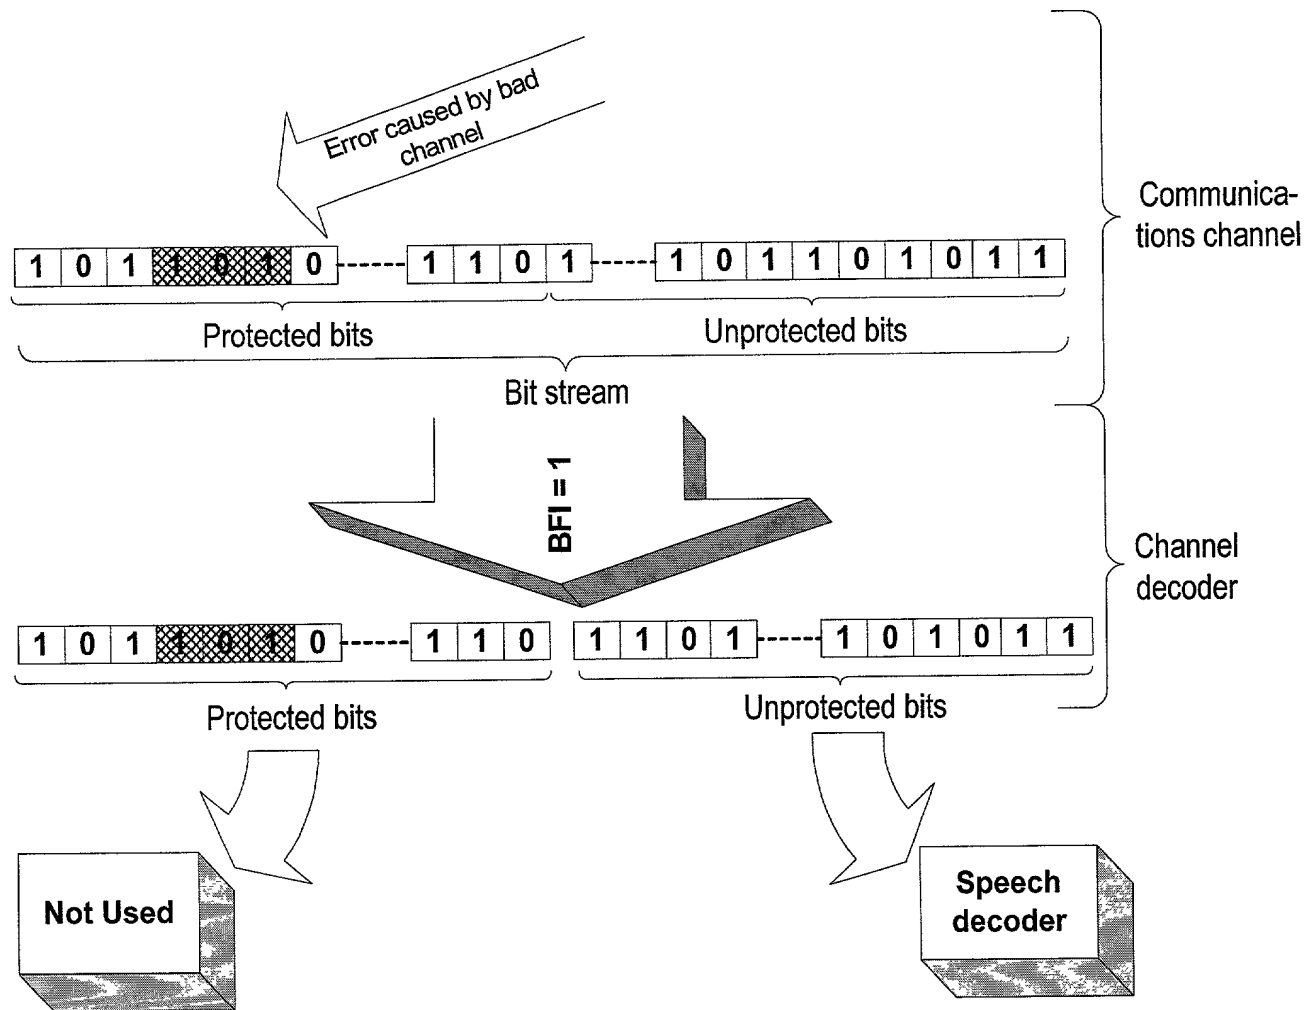 Error caused by bad
channel
Communica-
tions channel
1 0 1 1 0 1 0 ------ 1 1 0 1 ------ 1 0 1 1 0 1 0 1 1
Protected bits
Unprotected bits
Bit stream
BFI = 1
Channel
decoder
1 0 1 1 0 1 0 ------ 1 1 0 1 1 0 1 ------ 1 0 1 0 1 1
Protected bits
Unprotected bits
Not Used
Speech
decoder